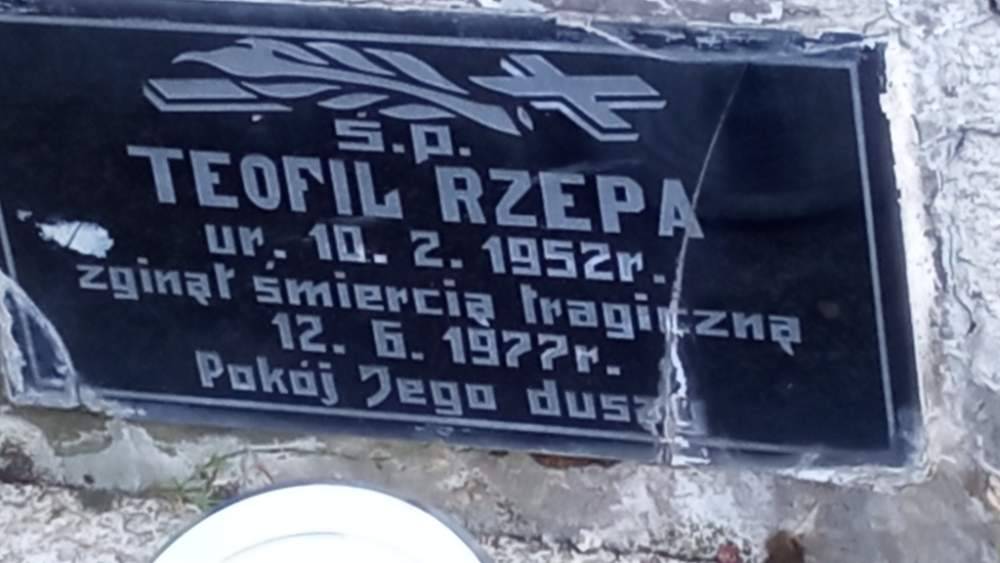 ś.p.
TEOFIL RZEPA
ur. 10. 2. 1952r.
zginął śmiercią tragiczną
12. 6. 1977r.
Pokój Jego duszy